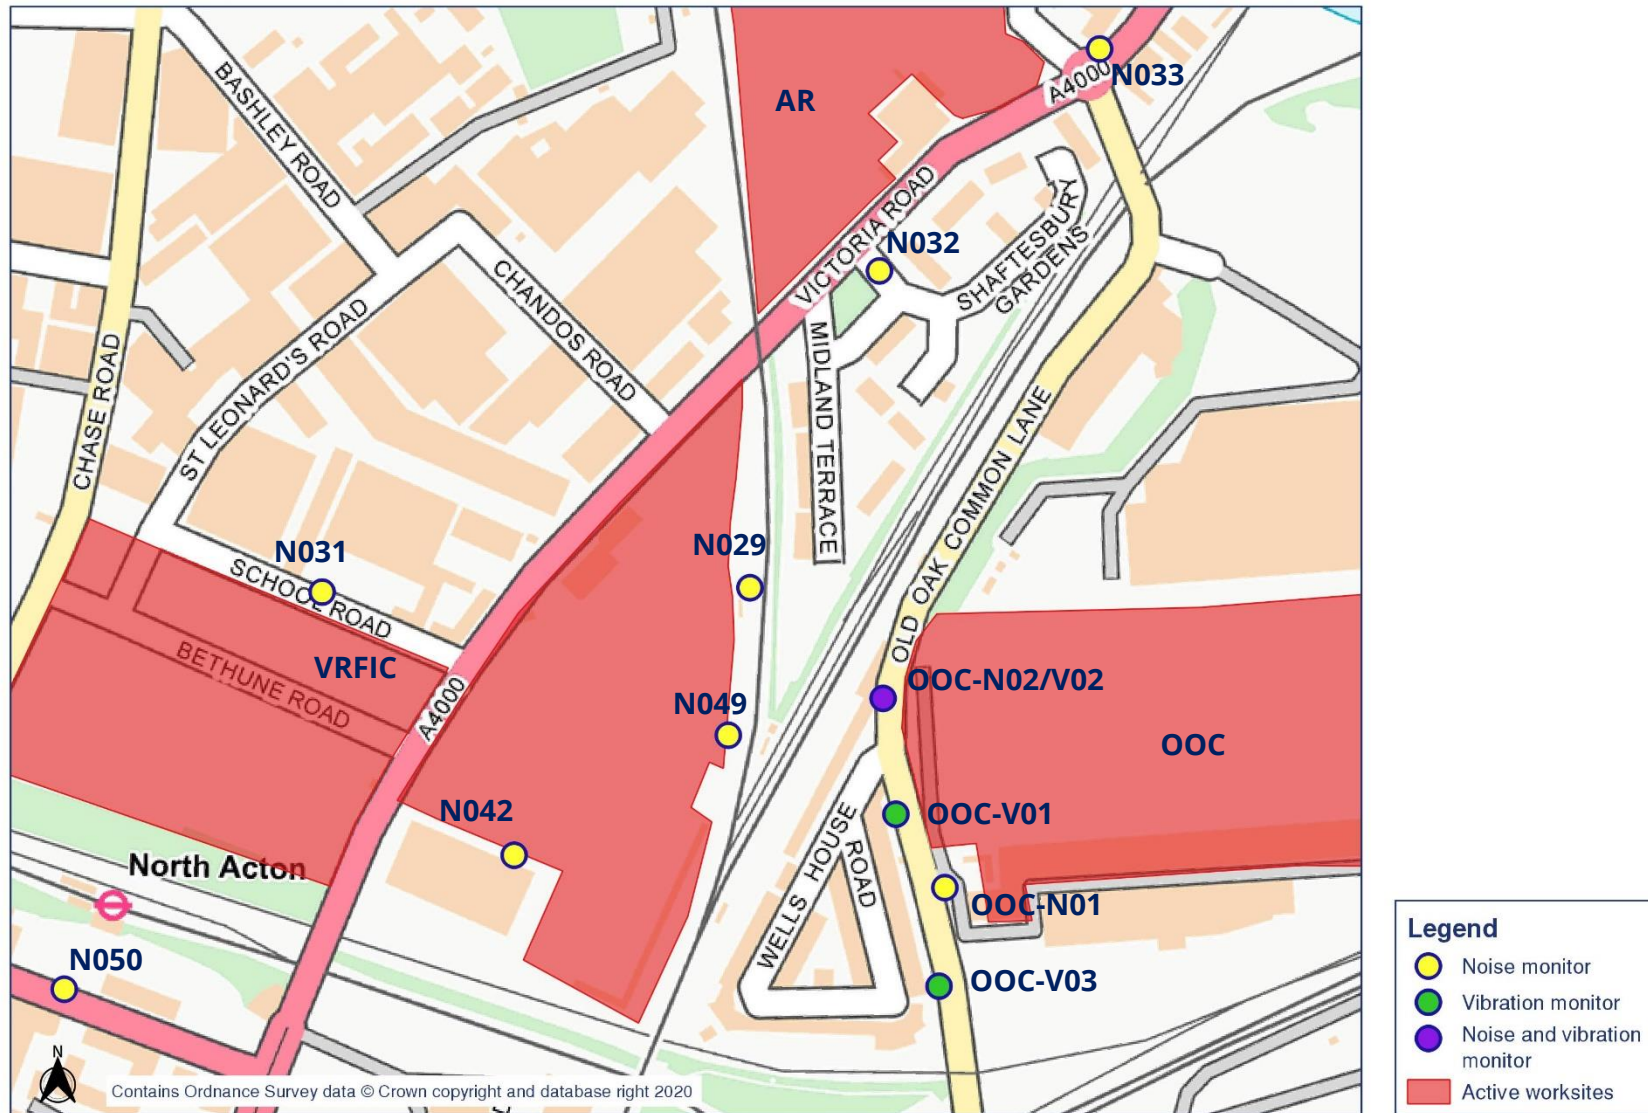 BASHLEY ROAD
AR
A4000
N033
VICTORIA ROAD
N032
SHAFTESBURY
GARDENS
CHANDOS ROAD
ST LEONARD'S ROAD
CHASE ROAD
MIDLAND TERRACE
OLD OAK COMMON LANE
N031
SCHOOL ROAD
N029
VRFIC
BETHUNE ROAD
A4000
N049
OOC-N02/V02
OOC
N042
OOC-V01
WELLS HOUSE
ROAD
North Acton
OOC-N01
N050
OOC-V03
N
Contains Ordnance Survey data © Crown copyright and database right 2020
Legend
Noise monitor
Vibration monitor
Noise and vibration
monitor
Active worksites